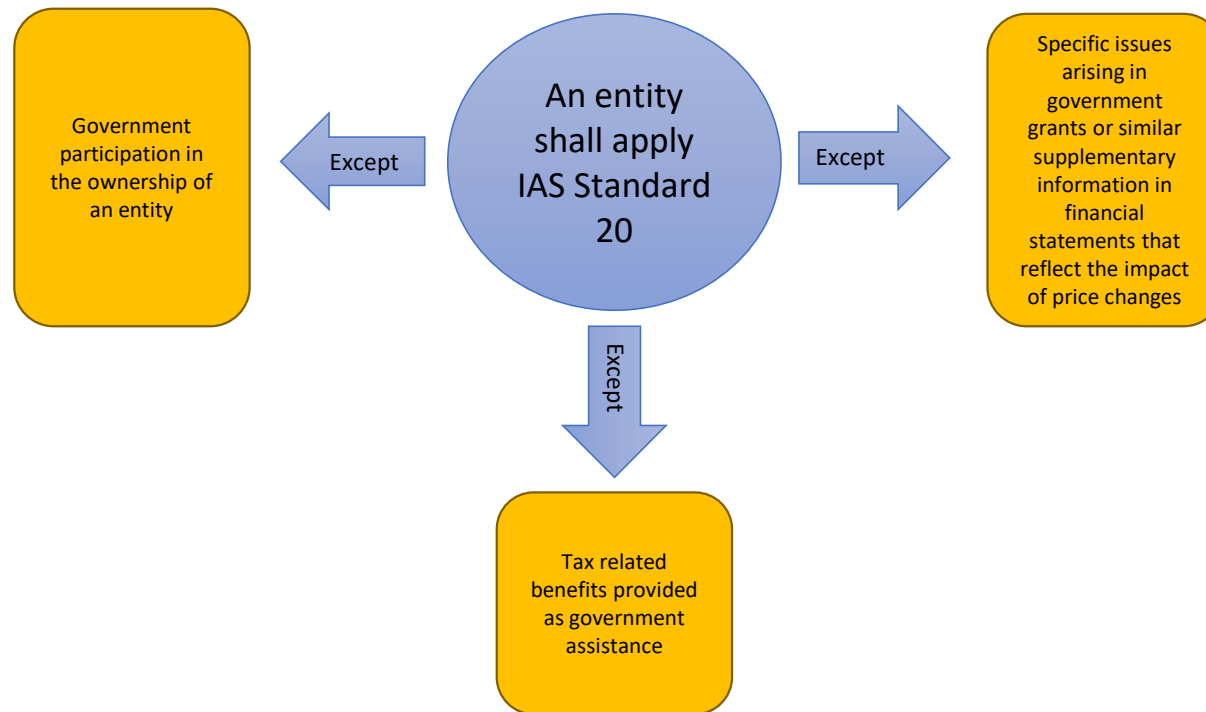 Government
participation in
the ownership of
an entity
Except
An entity
shall apply
IAS Standard
20
Except
Specific issues
arising in
government
grants or similar
supplementary
information in
financial
statements that
reflect the impact
of price changes
Except
Tax related
benefits provided
as government
assistance